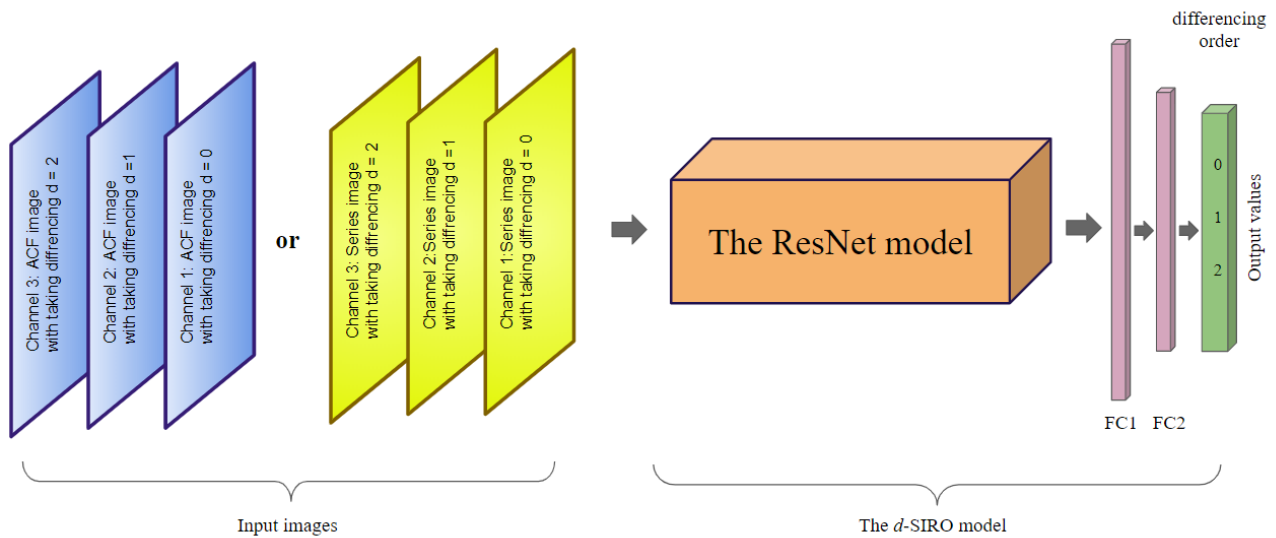 Channel 3: ACF image
with taking diffrencing d = 2
Channel 2: ACF image
with taking diffrencing d =1
Channel 1: ACF image
with taking diffrencing d = 0
or
Channel 3: Series image
with taking diffrencing d = 2
Channel 2:Series image
with taking diffrencing d =1
Channel 1:Series image
with taking diffrencing d = 0
The ResNet model
differencing
order
0
1
2
Output values
FC1
FC2
Input images
The d-SIRO model